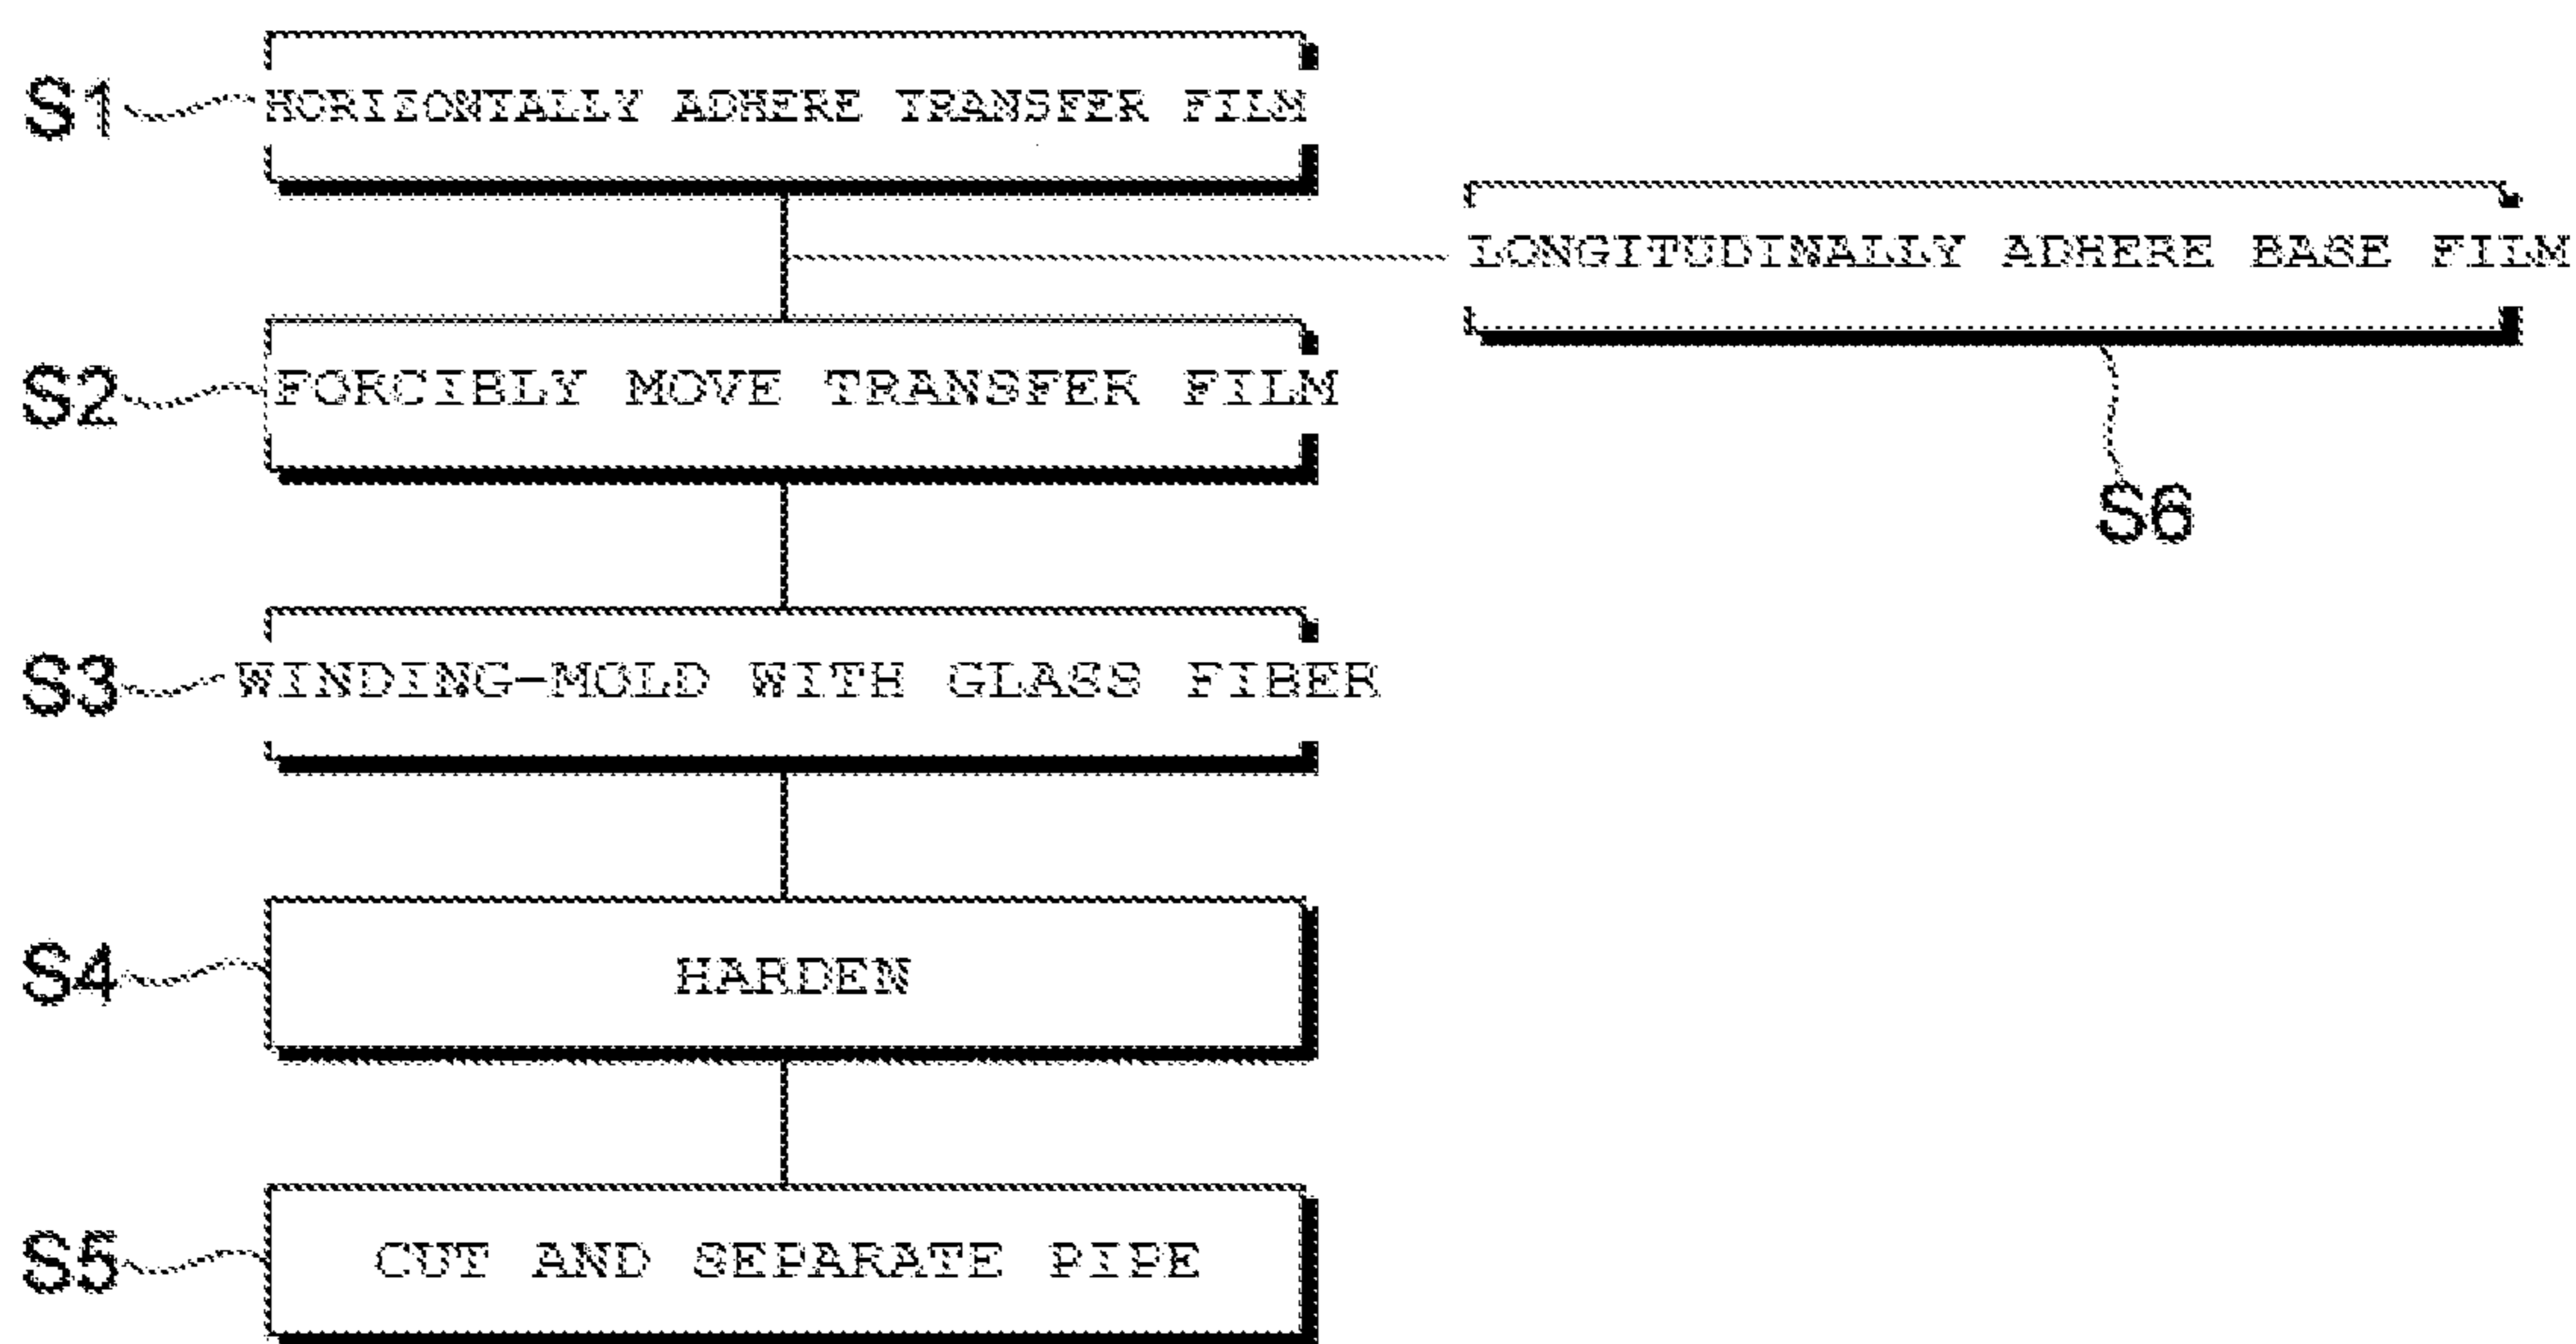 S1 HORIZONTALLY ADHERE TRANSFER FILM
LONGITUDINALLY ADHERE BASE FILM
S2 FORCIBLY MOVE TRANSFER FILM
S6
S3 WINDING-MOLD WITH GLASS FIBER
S4 HARDEN
S5 CUT AND SEPARATE PIPE